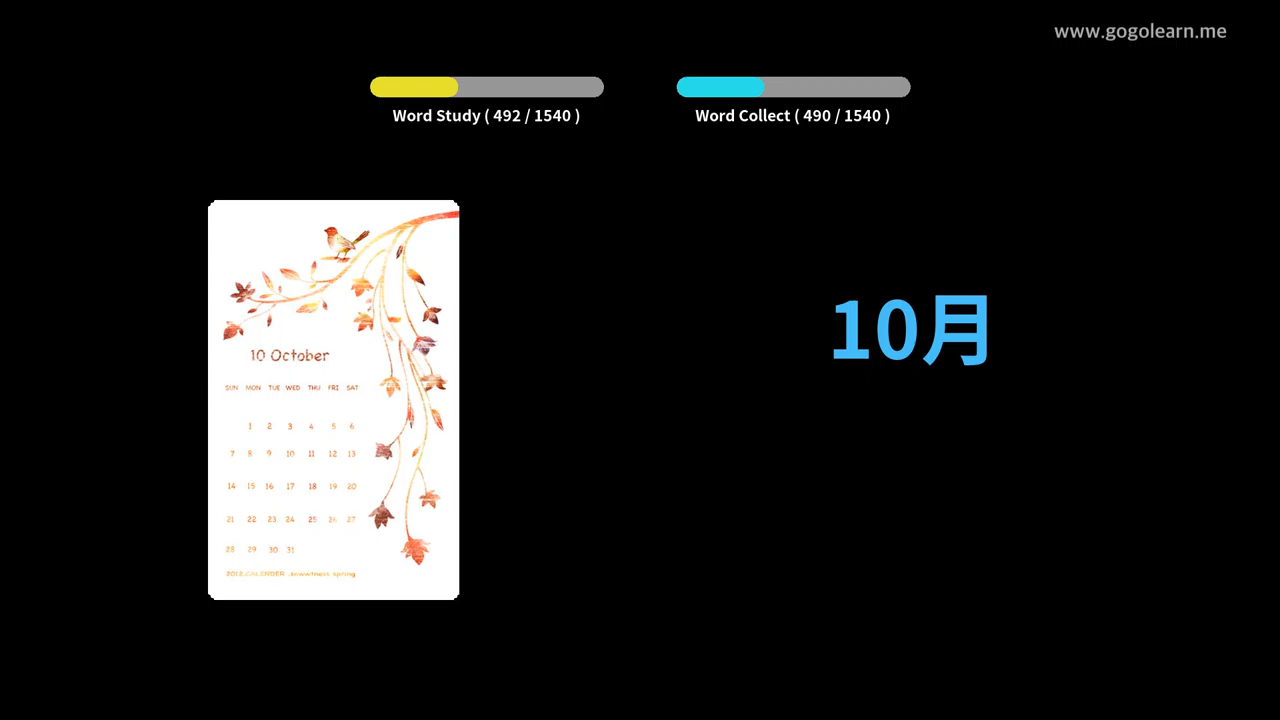 www.gogolearn.me
Word Study ( 492 / 1540 )
Word Collect ( 490 / 1540 )
10 October
SUN MON TUE WED THU FRI SAT
1 2 3 4 5 6
7 8 9 10 11 12 13
14 15 16 17 18 19 20
21 22 23 24 25 26 27
28 29 30 31
CALENDER spring
10月